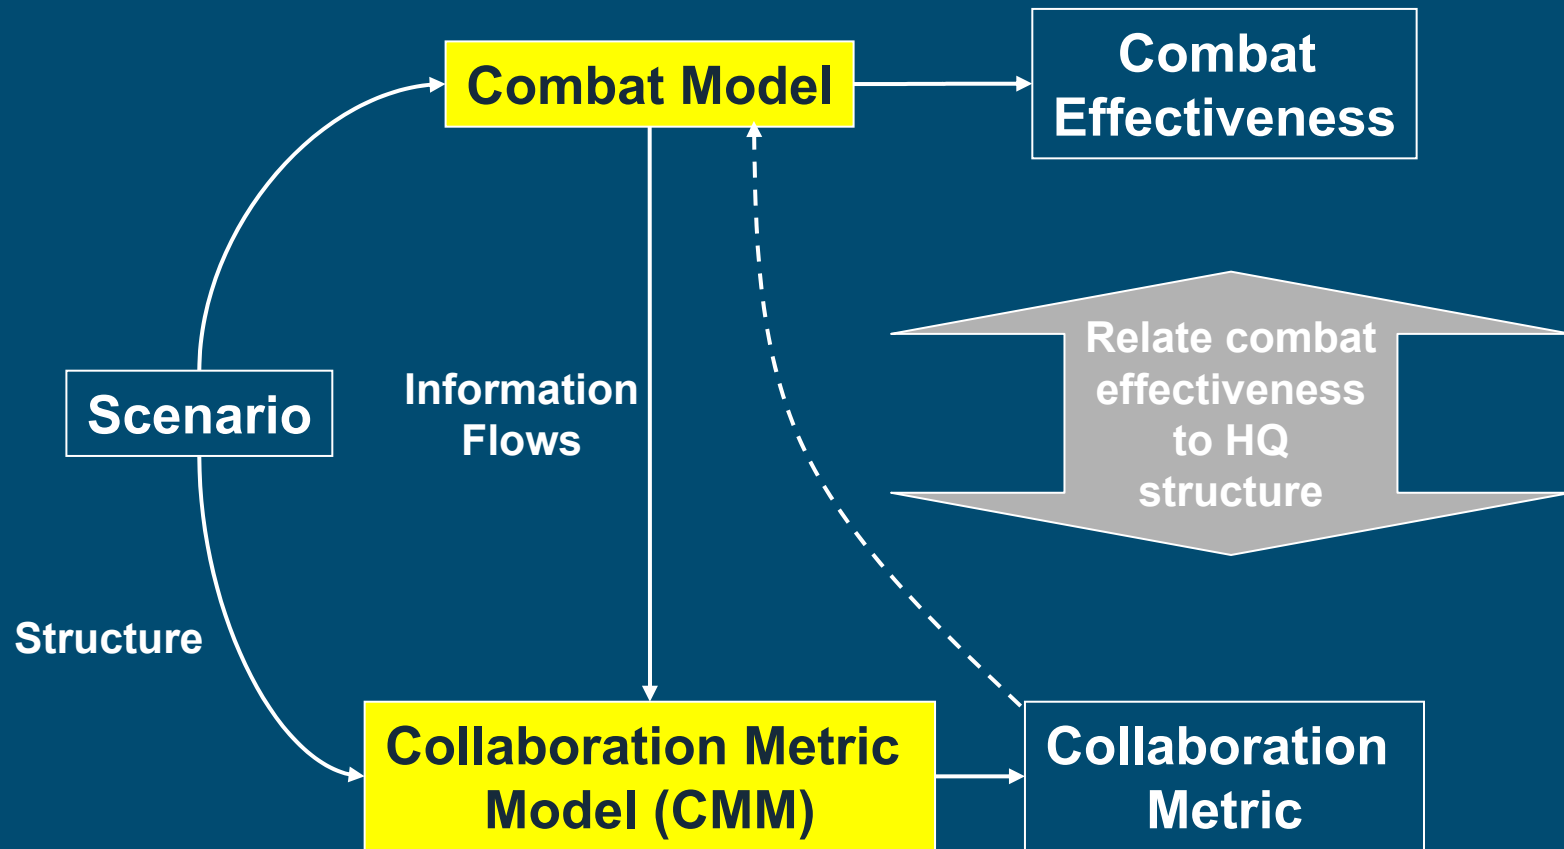 Combat Model
Combat
Effectiveness
Scenario
Information
Flows
Relate combat
effectiveness
to HQ
structure
Structure
Collaboration Metric
Model (CMM)
Collaboration
Metric